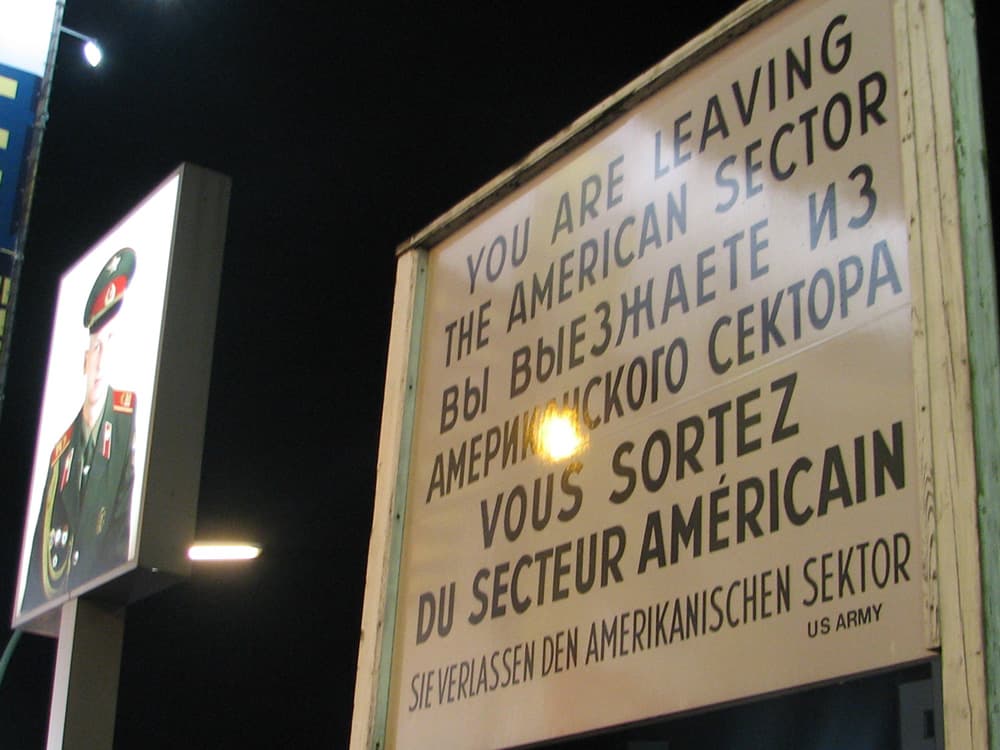 YOU ARE LEAVING
THE AMERICAN SECTOR
ВЫ ВЫЕЗЖАЕТЕ ИЗ
АМЕРИКАНСКОГО СЕКТОРА
VOUS SORTEZ
DU SECTEUR AMÉRICAIN
SIE VERLASSEN DEN AMERIKANISCHEN SEKTOR
US ARMY